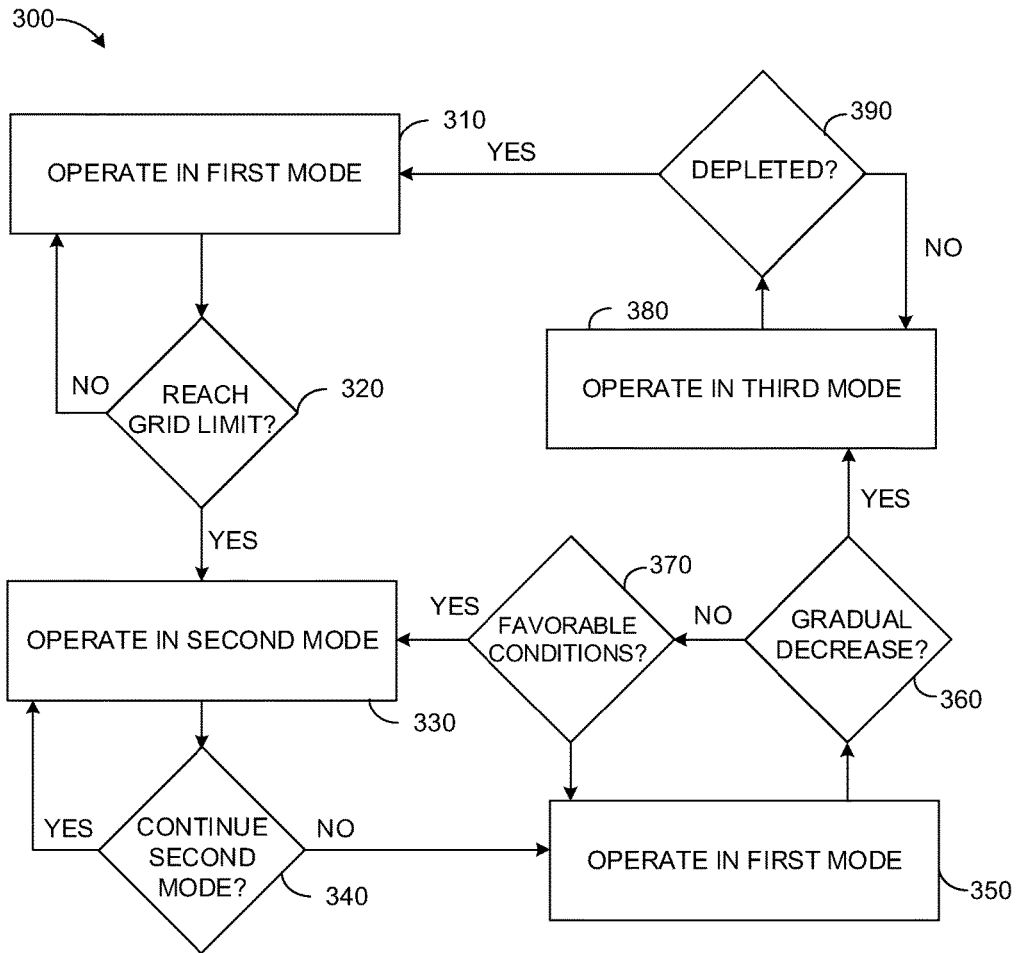 300
310
OPERATE IN FIRST MODE
YES
390
DEPLETED?
NO
380
OPERATE IN THIRD MODE
NO
REACH
GRID LIMIT?
320
YES
YES
370
FAVORABLE
CONDITIONS?
YES
NO
GRADUAL
DECREASE?
360
OPERATE IN SECOND MODE
330
YES
CONTINUE
SECOND
MODE?
340
NO
OPERATE IN FIRST MODE
350